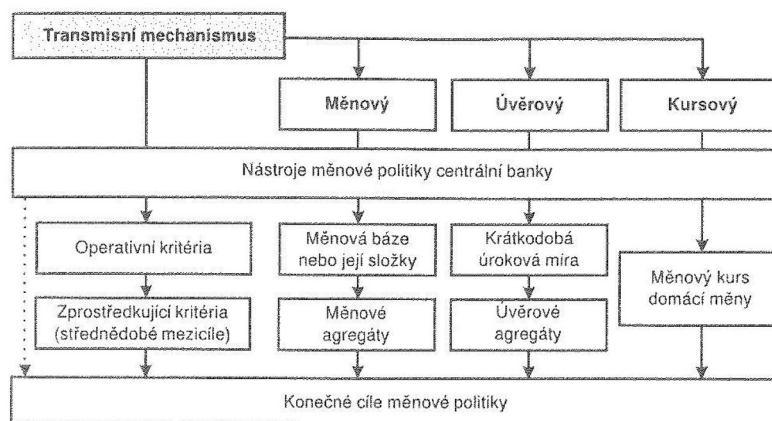 Transmisní mechanismus
Měnový
Úvěrový
Kursový
Nástroje měnové politiky centrální banky
Operativní kritéria
Měnová báze
nebo její složky
Krátkodobá
úroková míra
Měnový kurs
domácí měny
Zprostředkující kritéria
(střednědobé mezicíle)
Měnové
agregáty
Úvěrové
agregáty
Konečné cíle měnové politiky